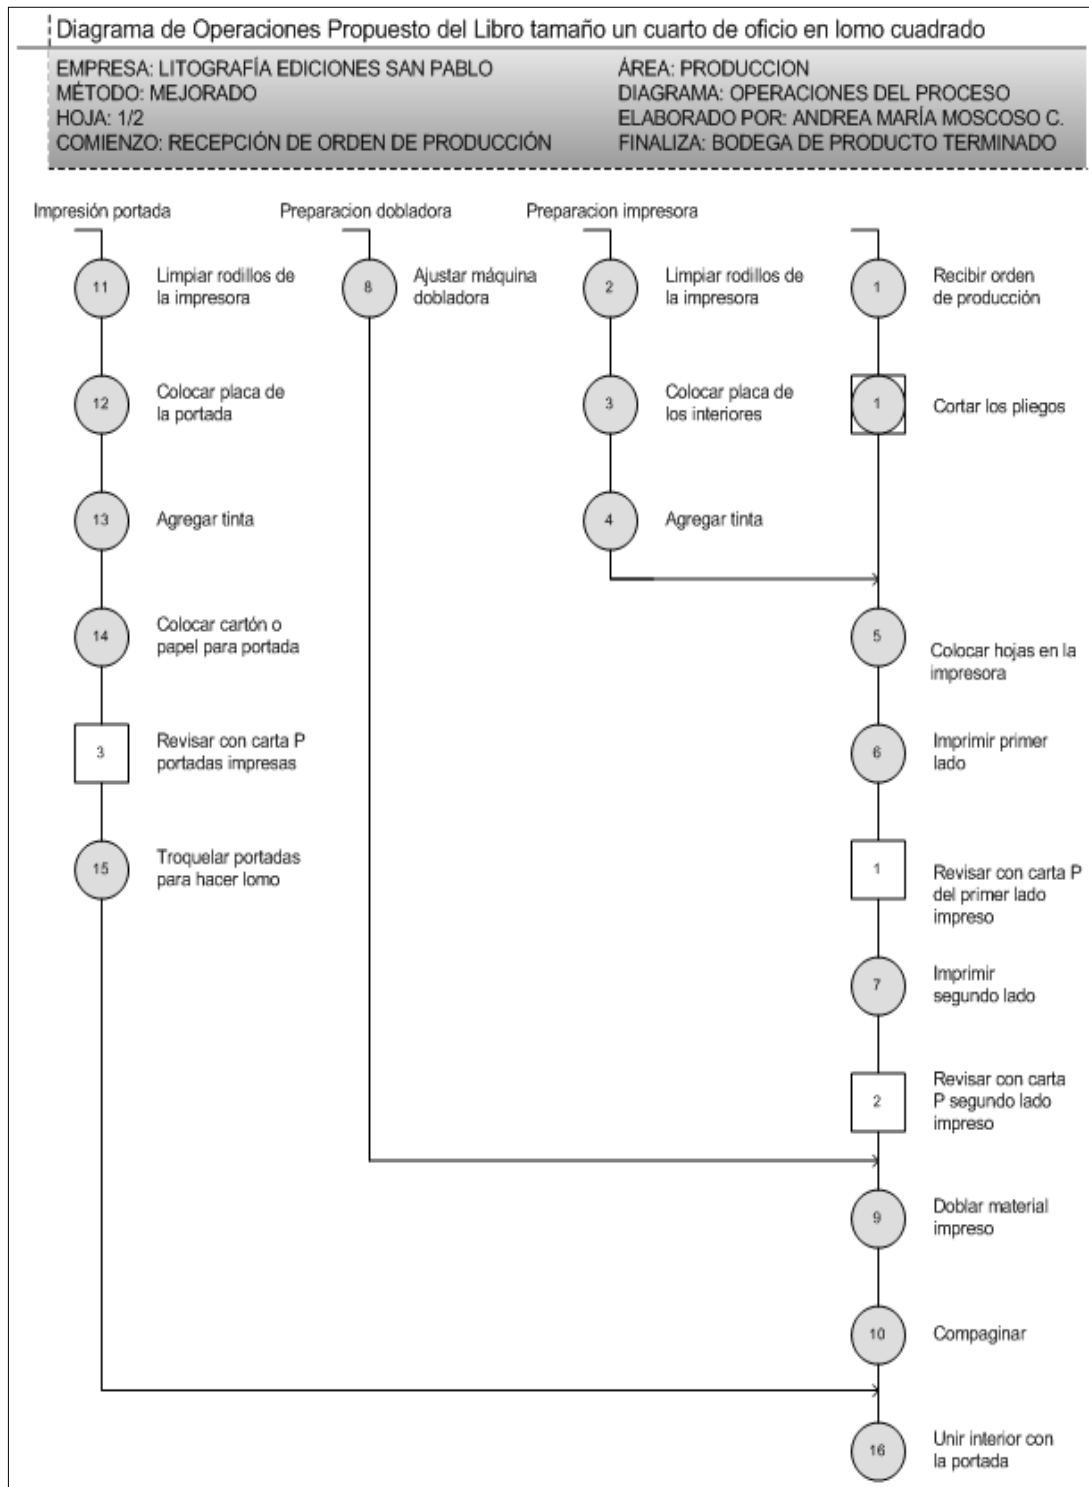 Diagrama de Operaciones Propuesto del Libro tamaño un cuarto de oficio en lomo cuadrado
EMPRESA: LITOGRAFÍA EDICIONES SAN PABLO
MÉTODO: MEJORADO
HOJA: 1/2
COMIENZO: RECEPCIÓN DE ORDEN DE PRODUCCIÓN
ÁREA: PRODUCCION
DIAGRAMA: OPERACIONES DEL PROCESO
ELABORADO POR: ANDREA MARÍA MOSCOSO C.
FINALIZA: BODEGA DE PRODUCTO TERMINADO
Impresión portada
11
Limpiar rodillos de
la impresora
12
Colocar placa de
la portada
13
Agregar tinta
14
Colocar cartón o
papel para portada
3
Revisar con carta P
portadas impresas
15
Troquelar portadas
para hacer lomo
Preparacion dobladora
8
Ajustar máquina
dobladora
Preparacion impresora
2
Limpiar rodillos de
la impresora
3
Colocar placa de
los interiores
4
Agregar tinta
1
Recibir orden
de producción
1
Cortar los pliegos
5
Colocar hojas en la
impresora
6
Imprimir primer
lado
1
Revisar con carta P
del primer lado
impreso
7
Imprimir
segundo lado
2
Revisar con carta
P segundo lado
impreso
9
Doblar material
impreso
10
Compaginar
16
Unir interior con
la portada